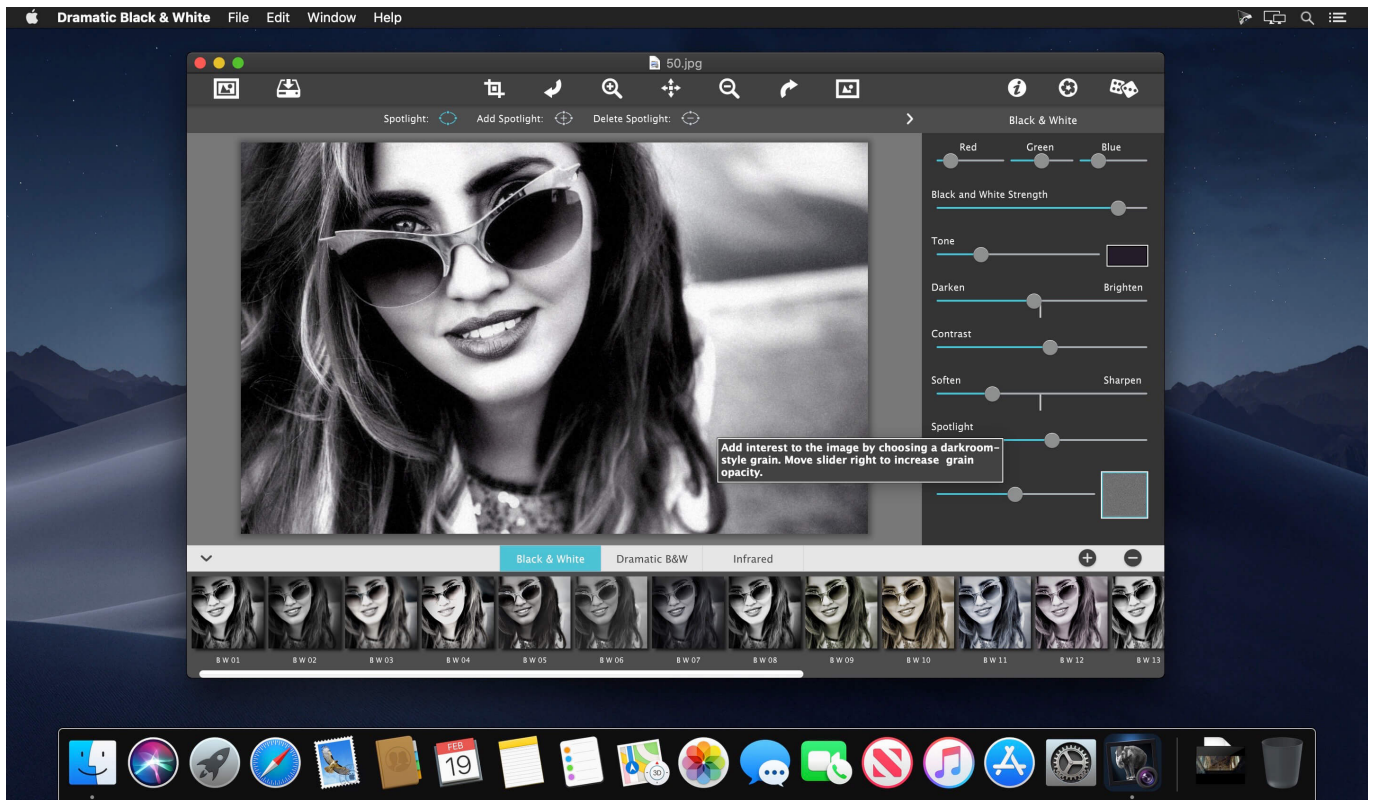 Dramatic Black & White File Edit Window Help
50.jpg
Spotlight: Add Spotlight: Delete Spotlight:
Black & White
Red Green Blue
Black and White Strength
Tone
Darken Brighten
Contrast
Soften Sharpen
Spotlight
Add interest to the image by choosing a darkroom-
style grain. Move slider right to increase grain
opacity.
Black & White Dramatic B&W Infrared
B W 01 B W 02 B W 03 B W 04 B W 05 B W 06 B W 07 B W 08 B W 09 B W 10 B W 11 B W 12 B W 13
FEB
19
3D